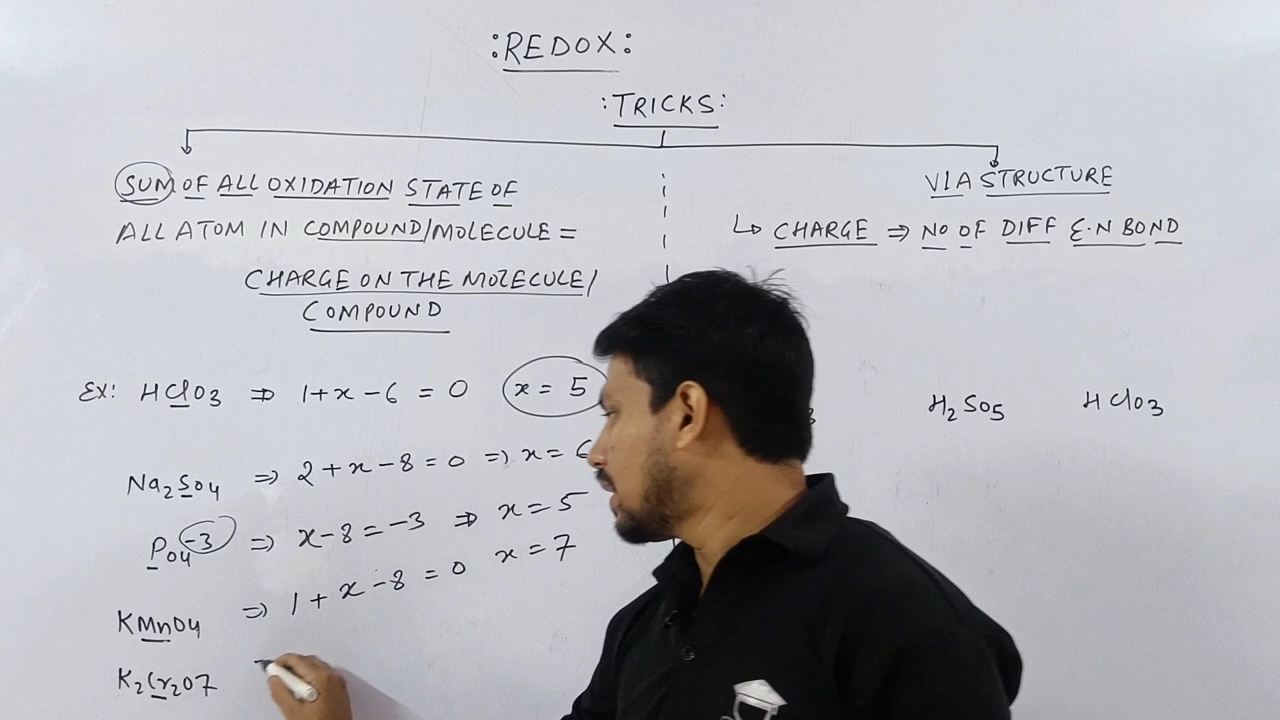 :REDOX:
:TRICKS:
SUM OF ALL OXIDATION STATE OF
ALL ATOM IN COMPOUND/MOLECULE =
CHARGE ON THE MOLECULE/
COMPOUND
Ex: HClO3 ⇒ 1+x-6 = 0 x = 5
Na2SO4 ⇒ 2+x-8=0 ⇒ x=6
PO4-3 ⇒ x-8=-3 ⇒ x=5
KMnO4 ⇒ 1+x-8=0 x=7
K2Cr2O7
VIA STRUCTURE
↳ CHARGE ⇒ NO OF DIFF E.N BOND
H2SO5 HClO3